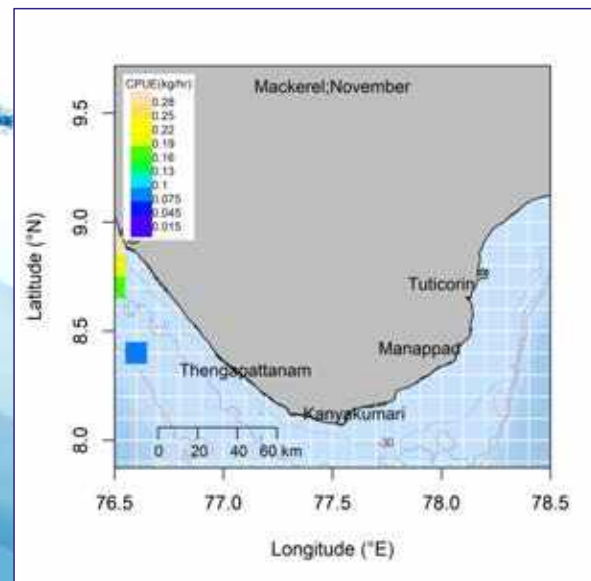 Mackerel;November
CPUE(kg/hr)
0.28
0.25
0.22
0.19
0.16
0.13
0.1
0.075
0.045
0.015
Latitude (°N)
9.5
9.0
8.5
8.0
Tuticorin
Manappad
Thengapattanam
Kanyakumari
-30
0 20 40 60 km
76.5 77.0 77.5 78.0 78.5
Longitude (°E)